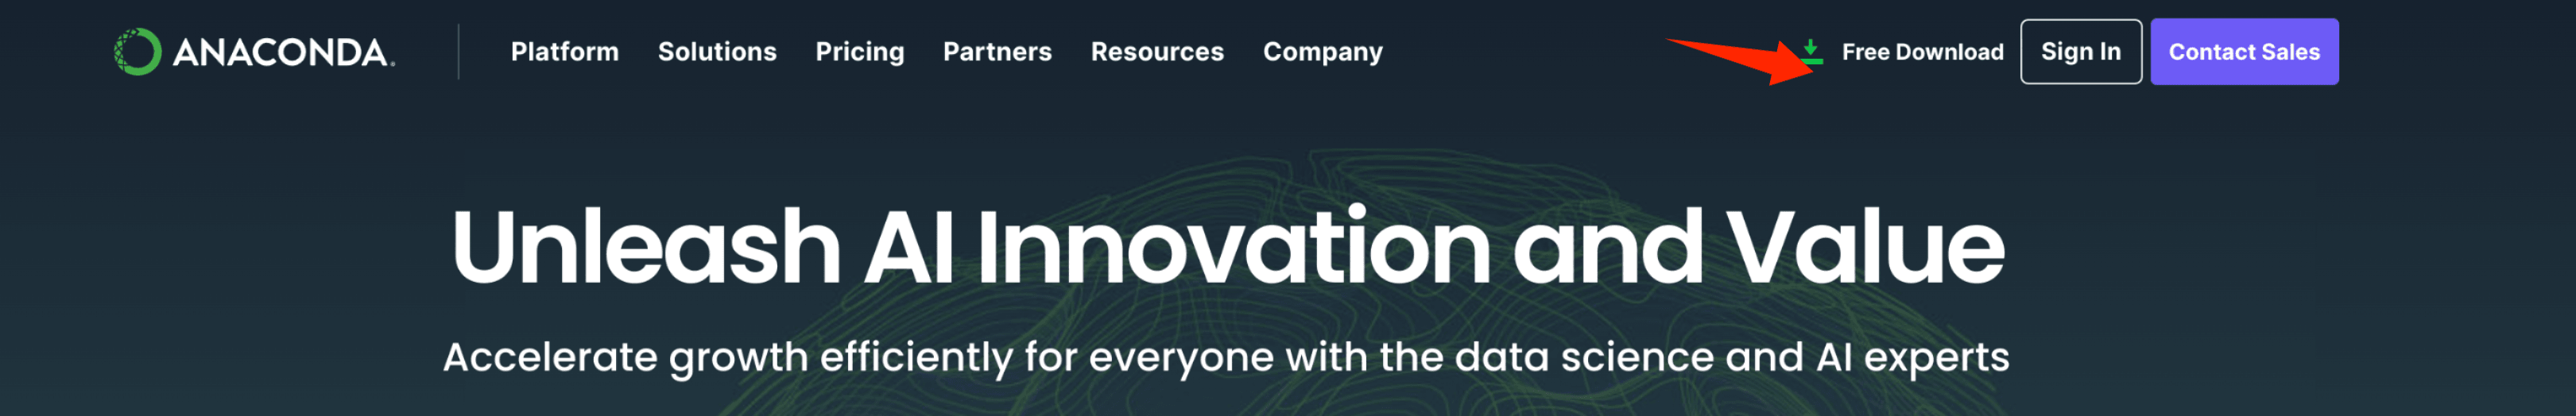 ANACONDA. Platform Solutions Pricing Partners Resources Company Free Download Sign In Contact Sales
Unleash AI Innovation and Value
Accelerate growth efficiently for everyone with the data science and AI experts